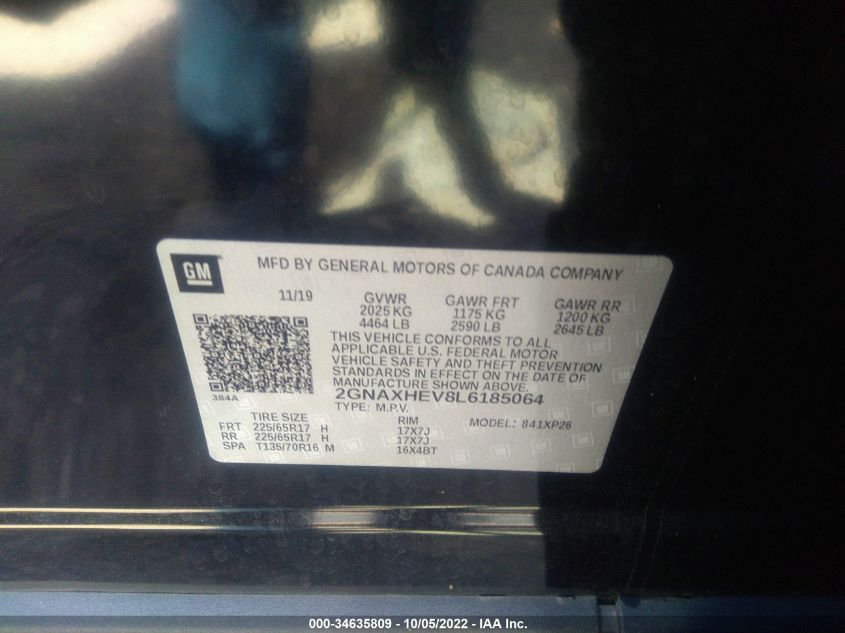 GM
MFD BY GENERAL MOTORS OF CANADA COMPANY
11/19 GVWR GAWR FRT GAWR RR
2025 KG 1175 KG 1200 KG
4464 LB 2590 LB 2645 LB
THIS VEHICLE CONFORMS TO ALL
APPLICABLE U.S. FEDERAL MOTOR
VEHICLE SAFETY AND THEFT PREVENTION
STANDARDS IN EFFECT ON THE DATE OF
MANUFACTURE SHOWN ABOVE.
384A
2GNAXHEV8L6185064
TYPE: M.P.V. MODEL: 841XP26
TIRE SIZE RIM
FRT 225/65R17 H 17X7J
RR 225/65R17 H 17X7J
SPA T135/70R16 M 16X4BT
000-34635809 - 10/05/2022 - IAA Inc.